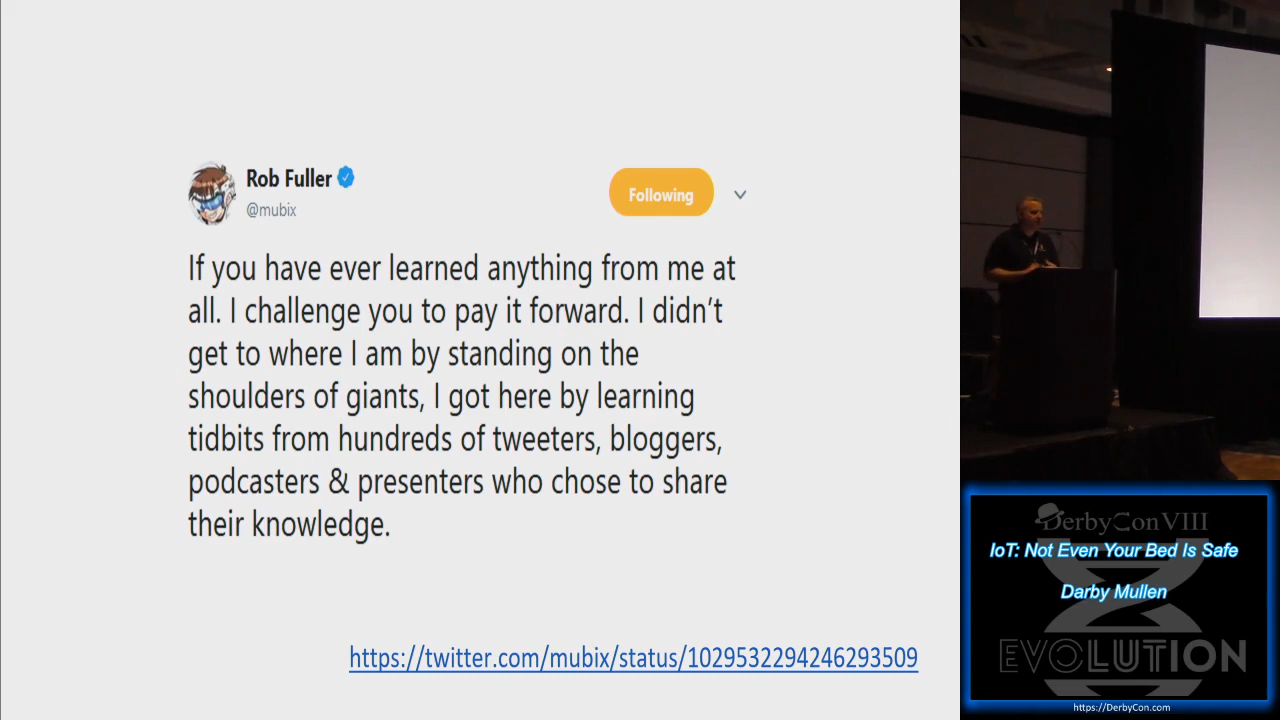 Rob Fuller
@mubix
Following
If you have ever learned anything from me at
all. I challenge you to pay it forward. I didn't
get to where I am by standing on the
shoulders of giants, I got here by learning
tidbits from hundreds of tweeters, bloggers,
podcasters & presenters who chose to share
their knowledge.
https://twitter.com/mubix/status/1029532294246293509
DerbyCon VIII
IoT: Not Even Your Bed Is Safe
Darby Mullen
EVOLUTION
https://DerbyCon.com